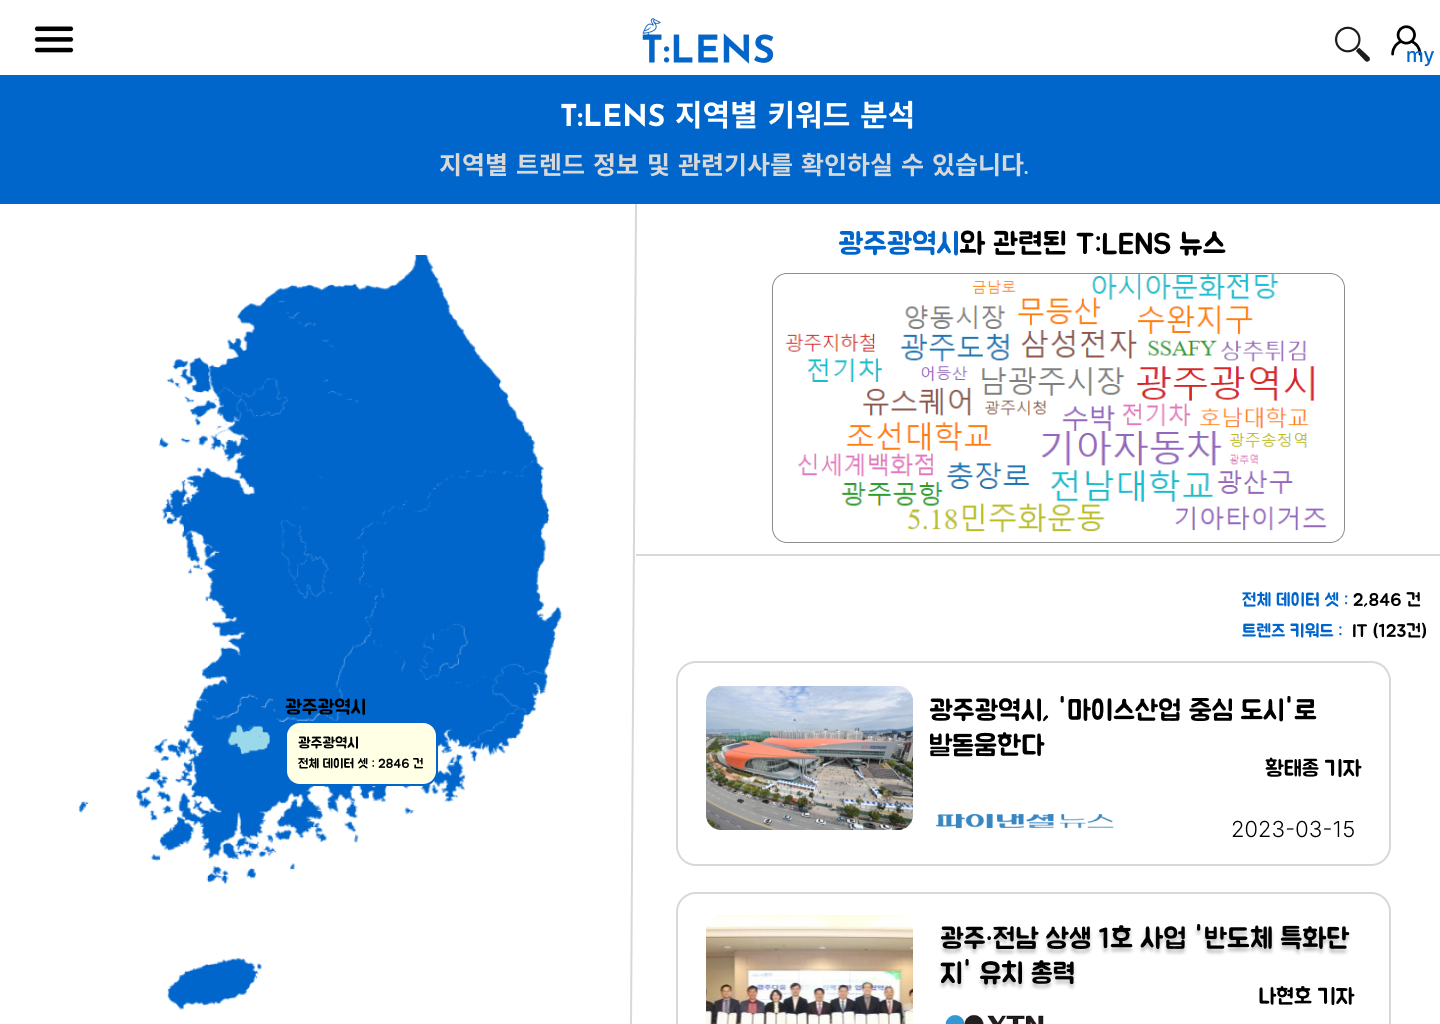 T:LENS
my
T:LENS 지역별 키워드 분석
지역별 트렌드 정보 및 관련기사를 확인하실 수 있습니다.
광주광역시
광주광역시
전체 데이터 셋 : 2846 건
광주광역시와 관련된 T:LENS 뉴스
금남로 아시아문화전당
양동시장 무등산 수완지구
광주지하철 광주도청 삼성전자 SSAFY 상추튀김
전기차 어등산 남광주시장 광주광역시
유스퀘어 광주시청 수박 전기차 호남대학교
조선대학교 기아자동차 광주송정역
신세계백화점 충장로 광주역
광주공항 전남대학교 광산구
5.18민주화운동 기아타이거즈
전체 데이터 셋 : 2,846 건
트렌즈 키워드 : IT (123건)
광주광역시, '마이스산업 중심 도시'로
발돋움한다
황태종 기자
파이낸셜뉴스
2023-03-15
광주·전남 상생 1호 사업 '반도체 특화단
지' 유치 총력
나현호 기자
YTN